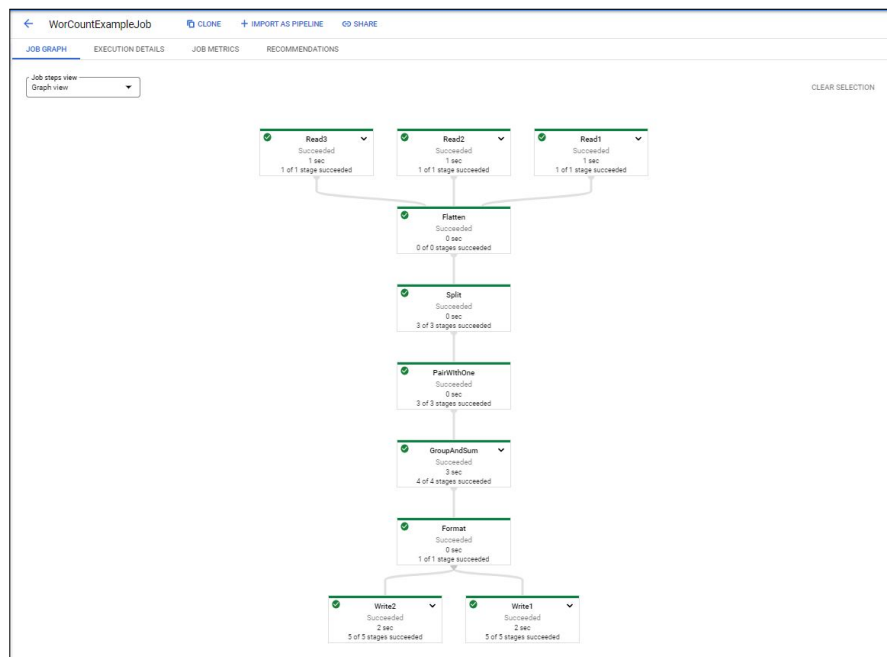 WorCountExampleJob CLONE + IMPORT AS PIPELINE SHARE
JOB GRAPH EXECUTION DETAILS JOB METRICS RECOMMENDATIONS
Job steps view
Graph view
CLEAR SELECTION
Read3
Succeeded
1 sec
1 of 1 stage succeeded
Read2
Succeeded
1 sec
1 of 1 stage succeeded
Read1
Succeeded
1 sec
1 of 1 stage succeeded
Flatten
Succeeded
0 sec
0 of 0 stages succeeded
Split
Succeeded
0 sec
3 of 3 stages succeeded
PairWithOne
Succeeded
0 sec
3 of 3 stages succeeded
GroupAndSum
Succeeded
3 sec
4 of 4 stages succeeded
Format
Succeeded
0 sec
1 of 1 stage succeeded
Write2
Succeeded
2 sec
5 of 5 stages succeeded
Write1
Succeeded
2 sec
5 of 5 stages succeeded